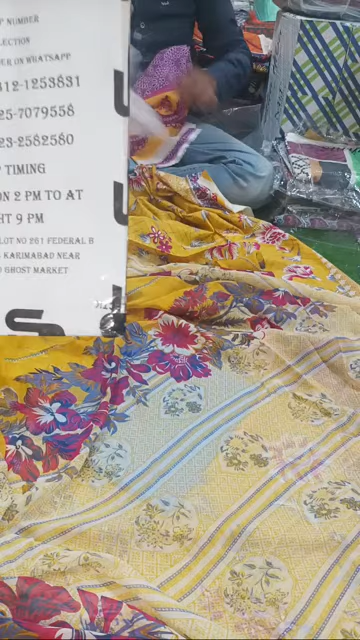 P NUMBER
LECTION
ER ON WHATSAPP
312-1253831
25-7079558
23-2582580
TIMING
ON 2 PM TO AT
HT 9 PM
LOT NO 261 FEDERAL B
KARIMABAD NEAR
GHOST MARKET
S